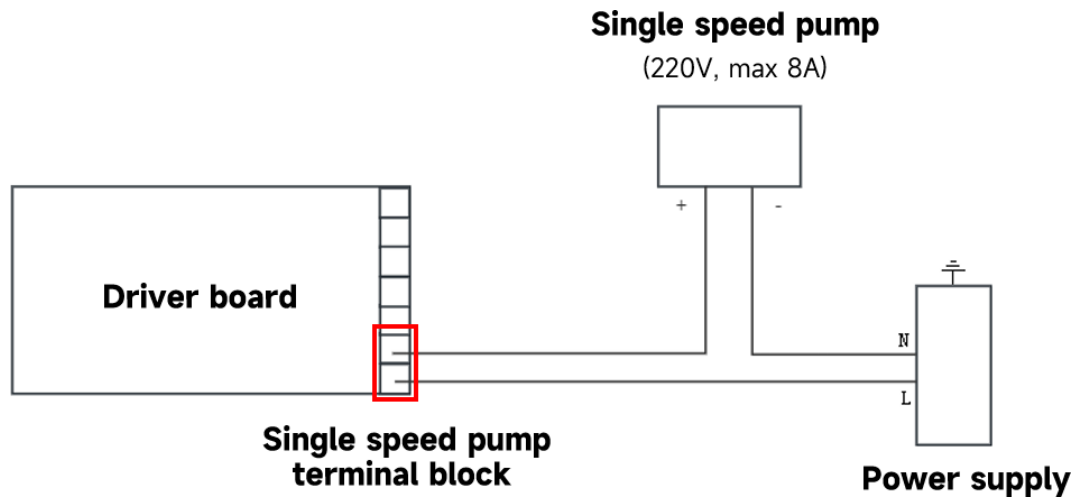 Single speed pump
(220V, max 8A)
+
-
Driver board
N
L
Single speed pump
terminal block
Power supply